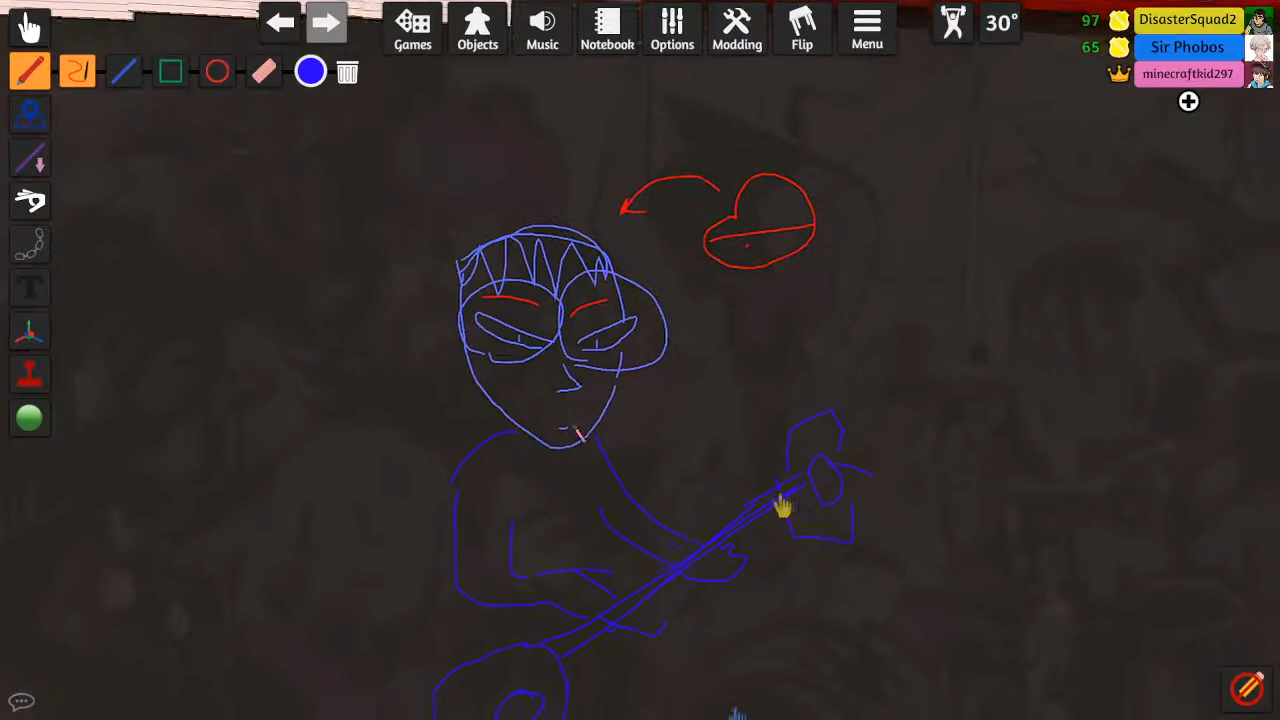 Games Objects Music Notebook Options Modding Flip Menu 30° 97 DisasterSquad2
65 Sir Phobos
minecraftkid297
T